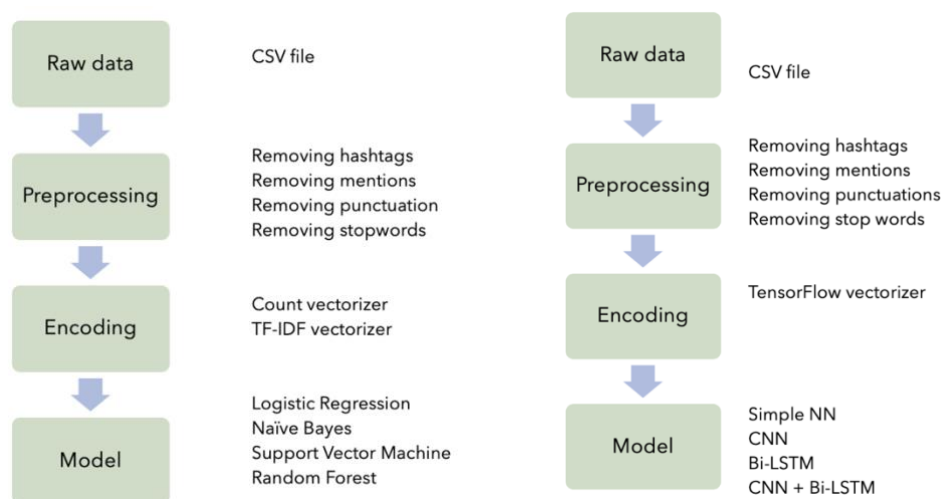 Raw data
CSV file
Preprocessing
Removing hashtags
Removing mentions
Removing punctuation
Removing stopwords
Encoding
Count vectorizer
TF-IDF vectorizer
Model
Logistic Regression
Naïve Bayes
Support Vector Machine
Random Forest
Raw data
CSV file
Preprocessing
Removing hashtags
Removing mentions
Removing punctuations
Removing stop words
Encoding
TensorFlow vectorizer
Model
Simple NN
CNN
Bi-LSTM
CNN + Bi-LSTM